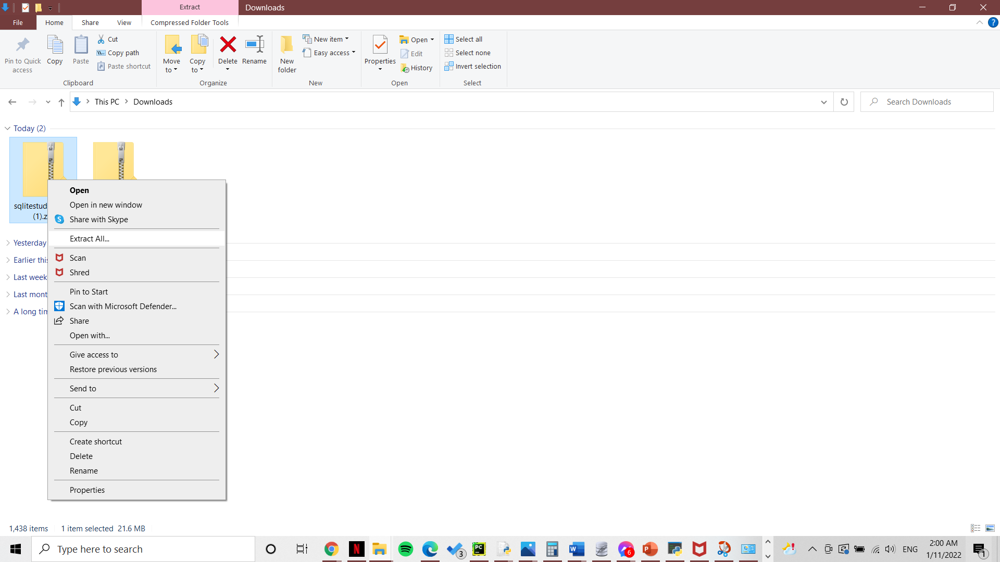 Extract
Downloads
File
Home
Share
View
Compressed Folder Tools
Pin to Quick
access
Copy
Paste
Cut
Copy path
Paste shortcut
Move
to
Copy
to
Delete
Rename
New
folder
New item
Easy access
Properties
Open
Edit
History
Select all
Select none
Invert selection
Clipboard
Organize
New
Open
Select
This PC
Downloads
Search Downloads
Today (2)
sqlitestud
(1).z
Yesterday
Earlier this
Last week
Last mont
A long tim
Open
Open in new window
Share with Skype
Extract All...
Scan
Shred
Pin to Start
Scan with Microsoft Defender...
Share
Open with...
Give access to
Restore previous versions
Send to
Cut
Copy
Create shortcut
Delete
Rename
Properties
1,438 items
1 item selected 21.6 MB
Type here to search
3
6
ENG
2:00 AM
1/11/2022
1